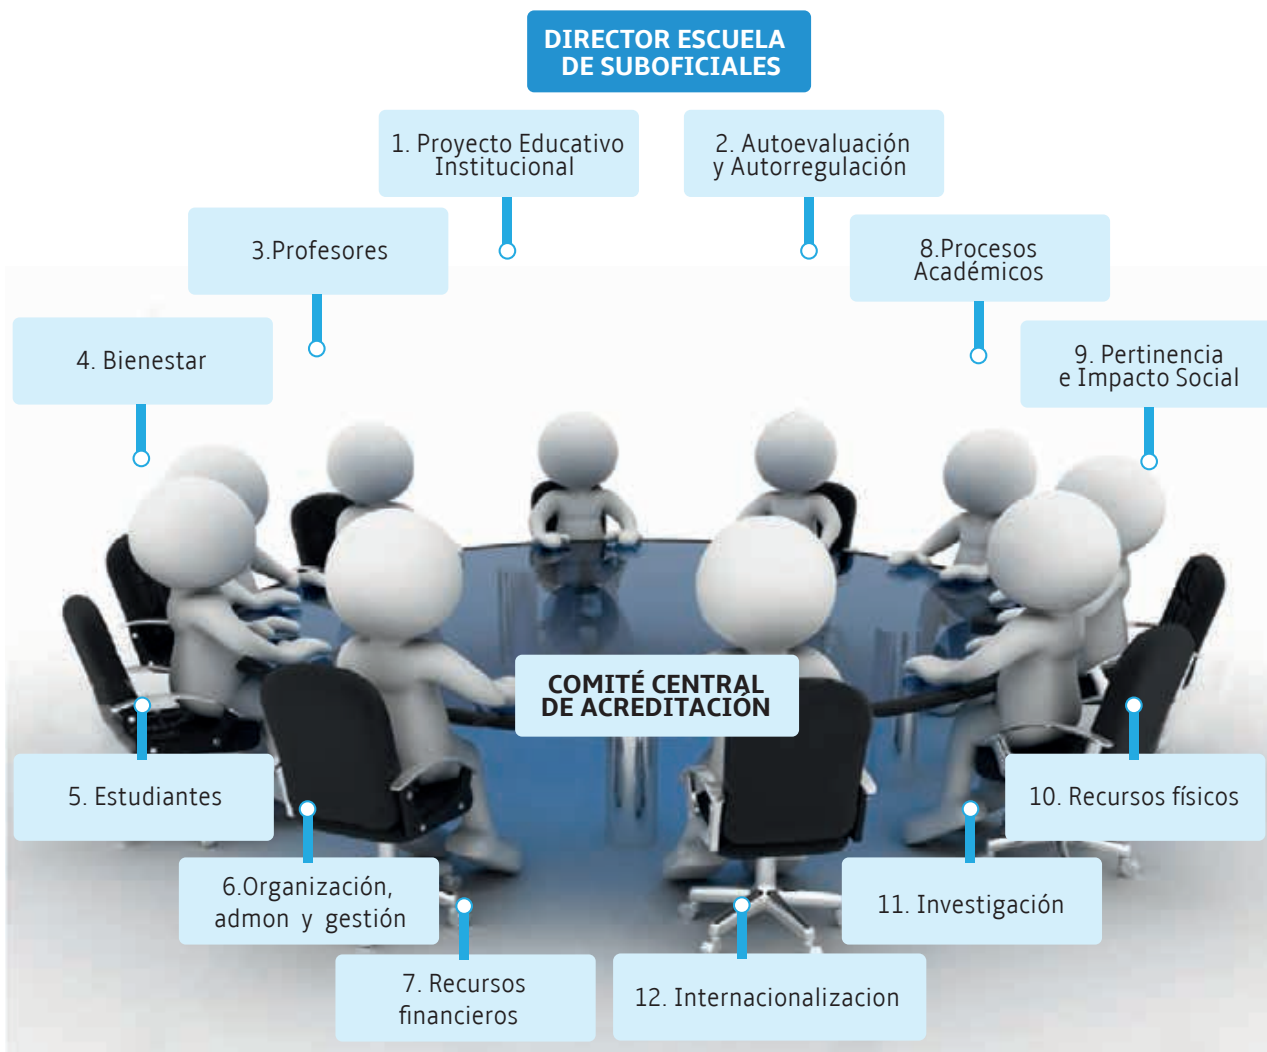 DIRECTOR ESCUELA
DE SUBOFICIALES
1. Proyecto Educativo
Institucional
2. Autoevaluación
y Autorregulación
3.Profesores
8.Procesos
Académicos
4. Bienestar
9. Pertinencia
e Impacto Social
COMITÉ CENTRAL
DE ACREDITACIÓN
5. Estudiantes
10. Recursos físicos
6.Organización,
admon y gestión
11. Investigación
7. Recursos
financieros
12. Internacionalizacion